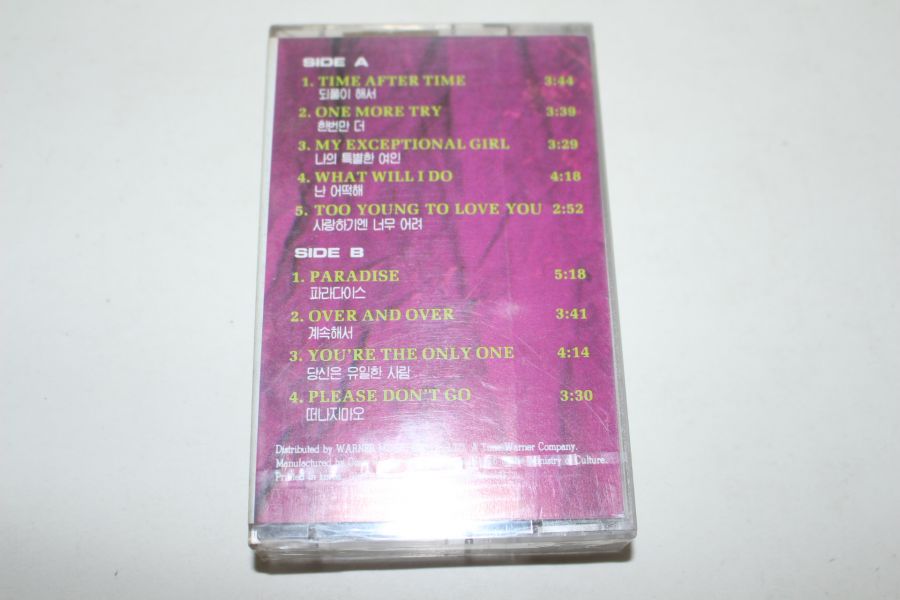 SIDE A
1. TIME AFTER TIME 3:44
되풀이 해서
2. ONE MORE TRY 3:39
한번만 더
3. MY EXCEPTIONAL GIRL 3:29
나의 특별한 여인
4. WHAT WILL I DO 4:18
난 어떡해
5. TOO YOUNG TO LOVE YOU 2:52
사랑하기엔 너무 어려
SIDE B
1. PARADISE 5:18
파라다이스
2. OVER AND OVER 3:41
계속해서
3. YOU'RE THE ONLY ONE 4:14
당신은 유일한 사람
4. PLEASE DON'T GO 3:30
떠나지마오
Distributed by WARNER LTD. A Time Warner Company.
Manufactured by Ministry of Culture.
Printed in